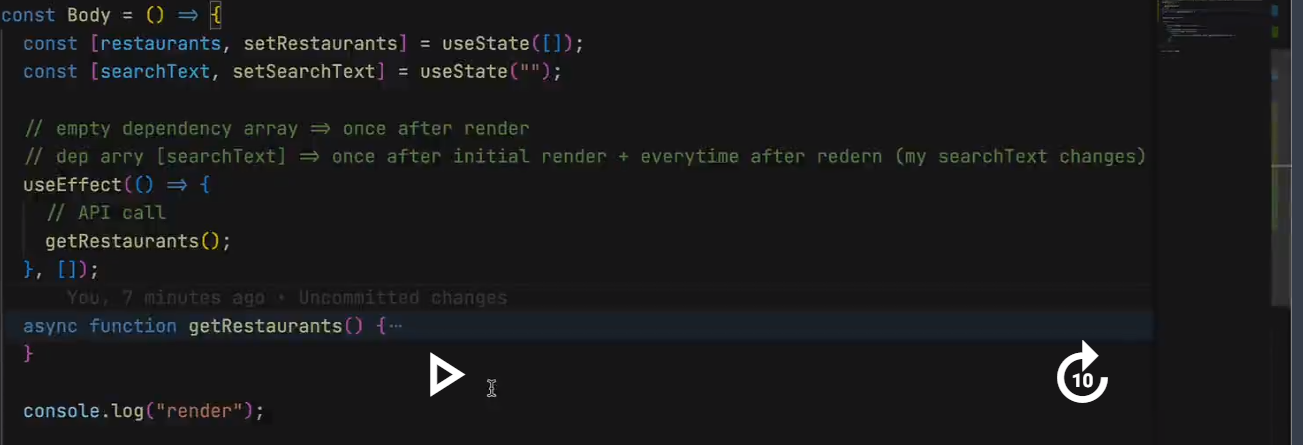 const Body = () => {
const [restaurants, setRestaurants] = useState([]);
const [searchText, setSearchText] = useState("");
// empty dependency array => once after render
// dep arry [searchText] => once after initial render + everytime after redern (my searchText changes)
useEffect(() => {
// API call
getRestaurants();
}, []);
You, 7 minutes ago • Uncommitted changes
async function getRestaurants() {⋯
}
10
console.log("render");